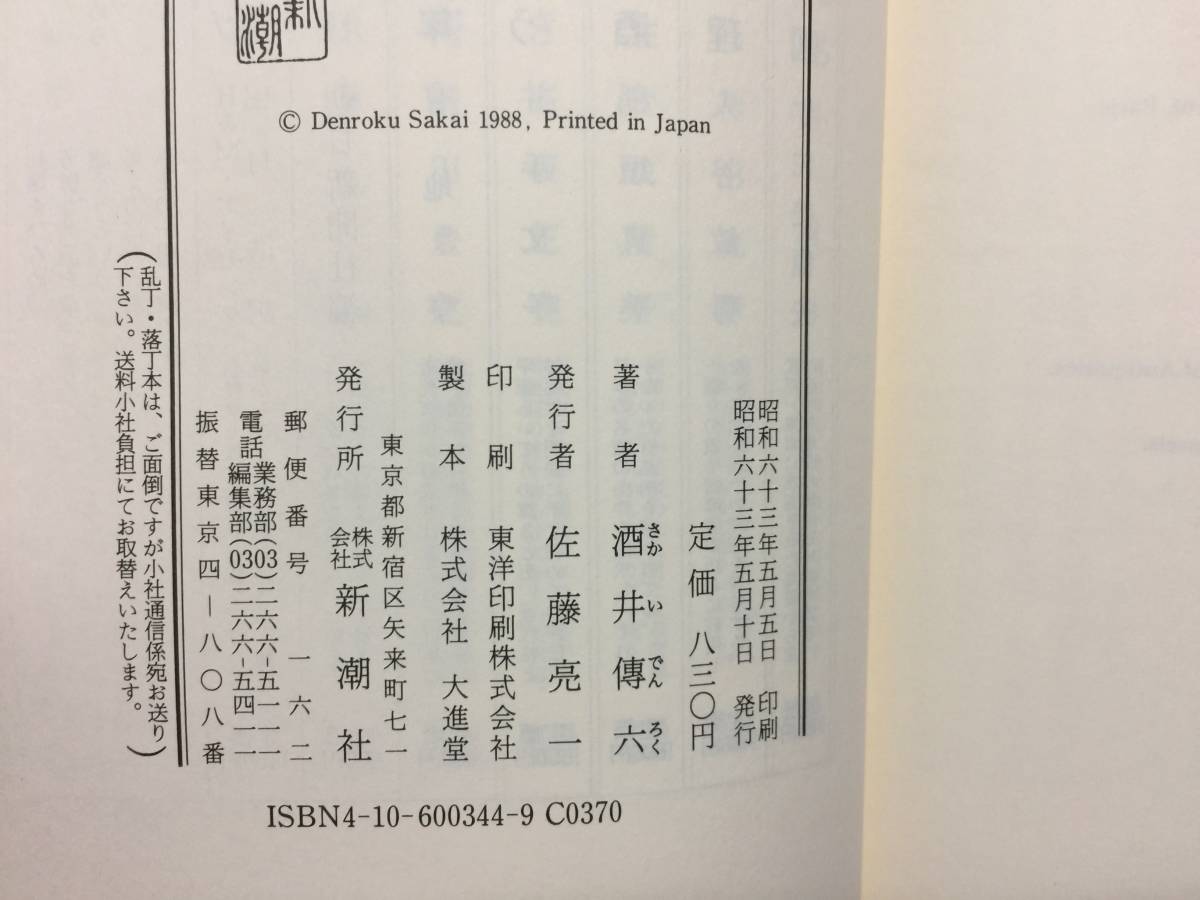 新潮
© Denroku Sakai 1988, Printed in Japan
昭和六十三年五月五日 印刷
昭和六十三年五月十日 発行
定価 八三〇円
著者 酒井傳六
さかいでんろく
発行者 佐藤亮一
印刷 東洋印刷株式会社
製本 株式会社 大進堂
東京都新宿区矢来町七一
発行所 株式会社 新潮社
郵便番号 一六二
電話 業務部(03)二六六-五一一一
編集部(03)二六六-五四一一
振替東京四-八〇八番
(乱丁・落丁本は、ご面倒ですが小社通信係宛お送り
下さい。送料小社負担にてお取替えいたします。)
ISBN4-10-600344-9 C0370